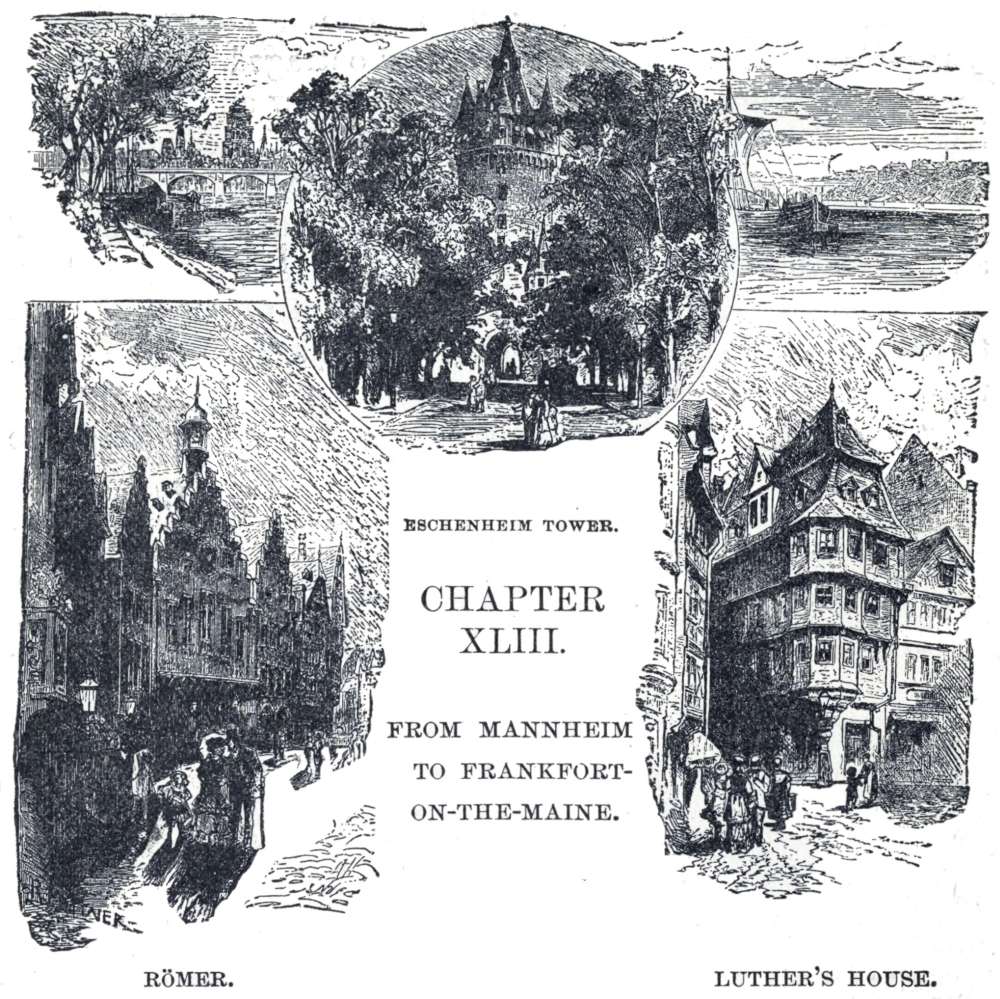 ESCHENHEIM TOWER.
CHAPTER
XLIII.
FROM MANNHEIM
TO FRANKFORT-
ON-THE-MAINE.
RÖMER.
LUTHER'S HOUSE.